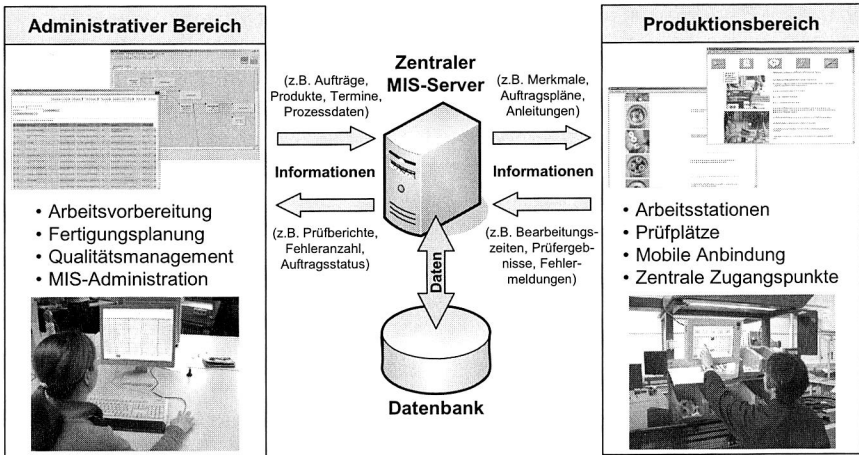 Administrativer Bereich
• Arbeitsvorbereitung
• Fertigungsplanung
• Qualitätsmanagement
• MIS-Administration
(z.B. Aufträge,
Produkte, Termine,
Prozessdaten)
Informationen
(z.B. Prüfberichte,
Fehleranzahl,
Auftragsstatus)
Zentraler
MIS-Server
Daten
Datenbank
(z.B. Merkmale,
Auftragspläne,
Anleitungen)
Informationen
(z.B. Bearbeitungs-
zeiten, Prüfergeb-
nisse, Fehler-
meldungen)
Produktionsbereich
• Arbeitsstationen
• Prüfplätze
• Mobile Anbindung
• Zentrale Zugangspunkte